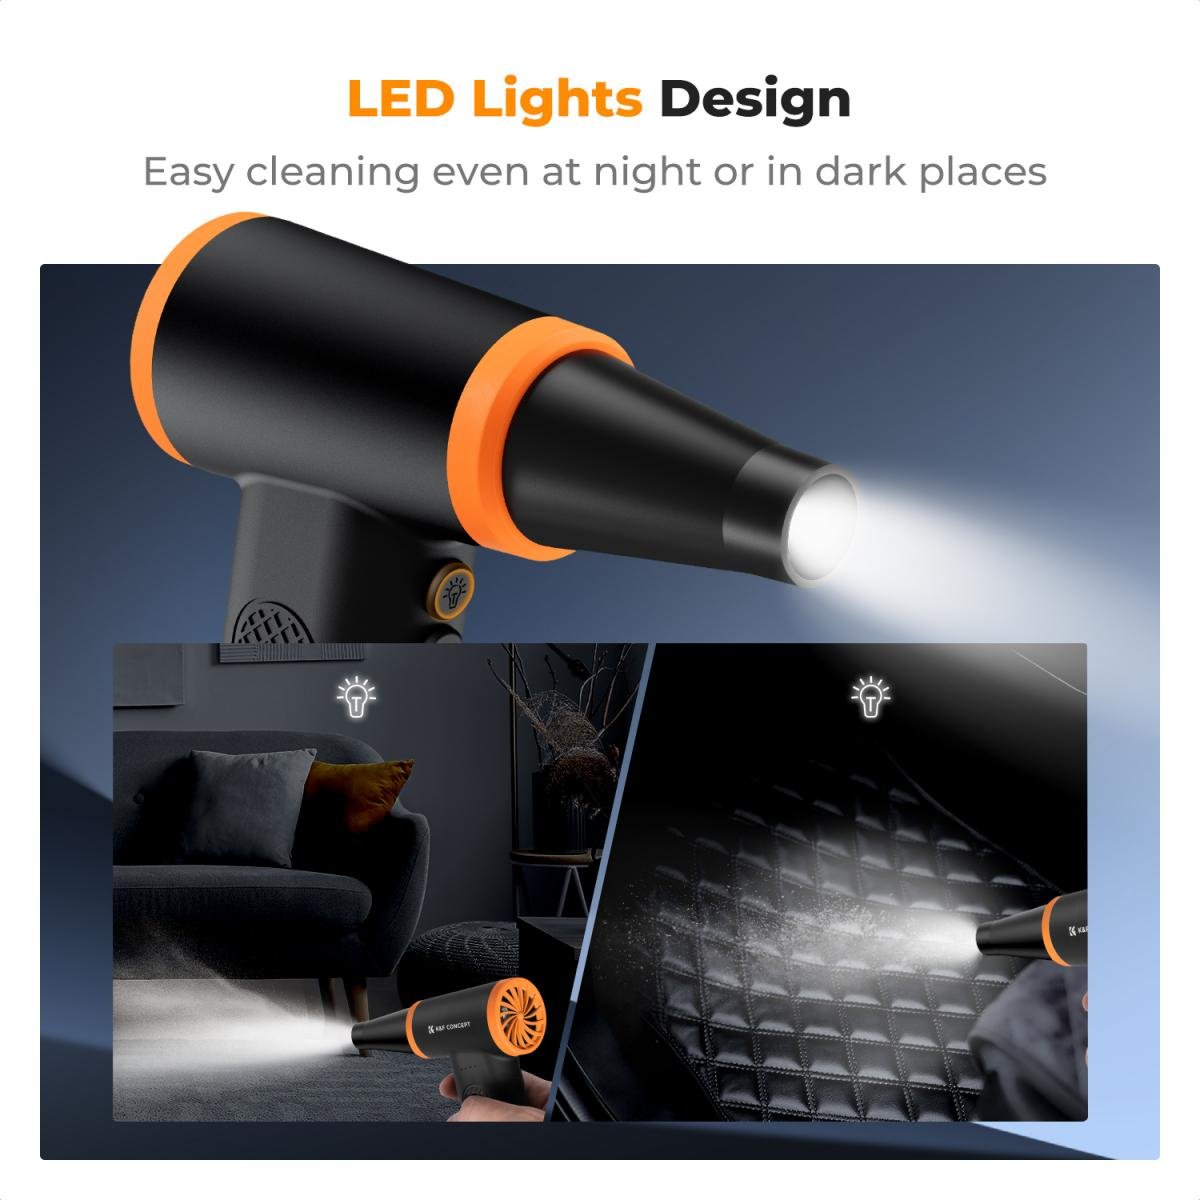 LED Lights Design
Easy cleaning even at night or in dark places
K&F CONCEPT
K&F